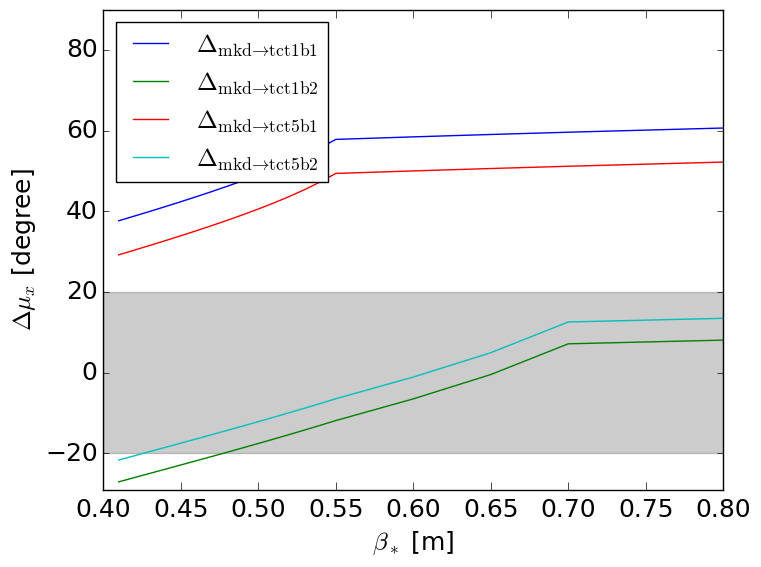 Δmkd→tct1b1
Δmkd→tct1b2
Δmkd→tct5b1
Δmkd→tct5b2
80
60
40
20
0
−20
Δμx [degree]
0.40 0.45 0.50 0.55 0.60 0.65 0.70 0.75 0.80
β* [m]